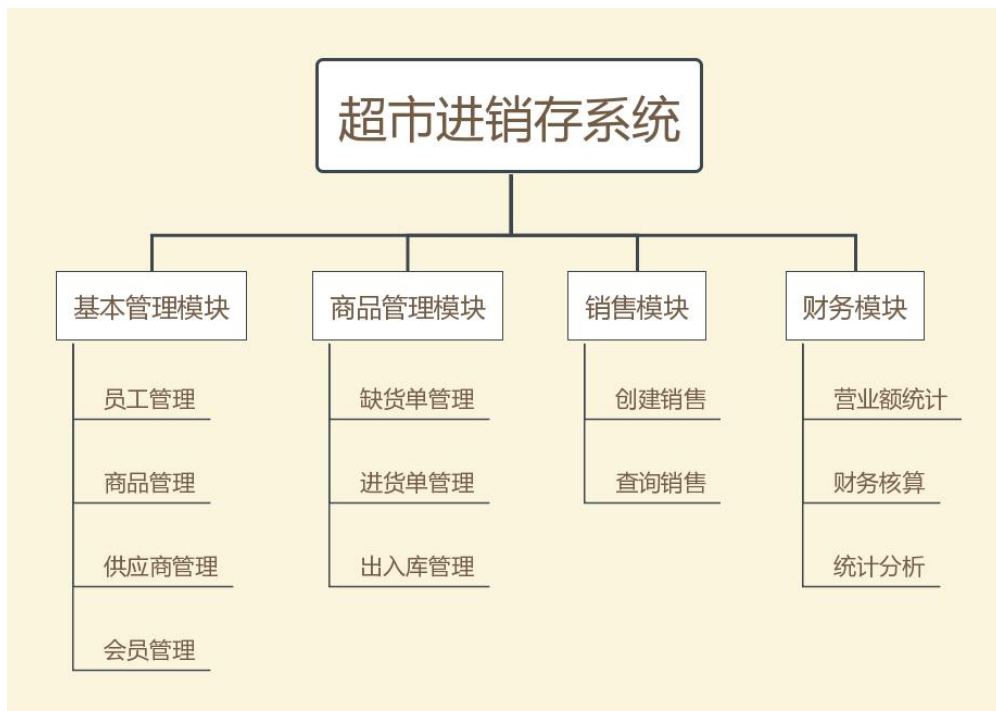 超市进销存系统
基本管理模块
员工管理
商品管理
供应商管理
会员管理
商品管理模块
缺货单管理
进货单管理
出入库管理
销售模块
创建销售
查询销售
财务模块
营业额统计
财务核算
统计分析